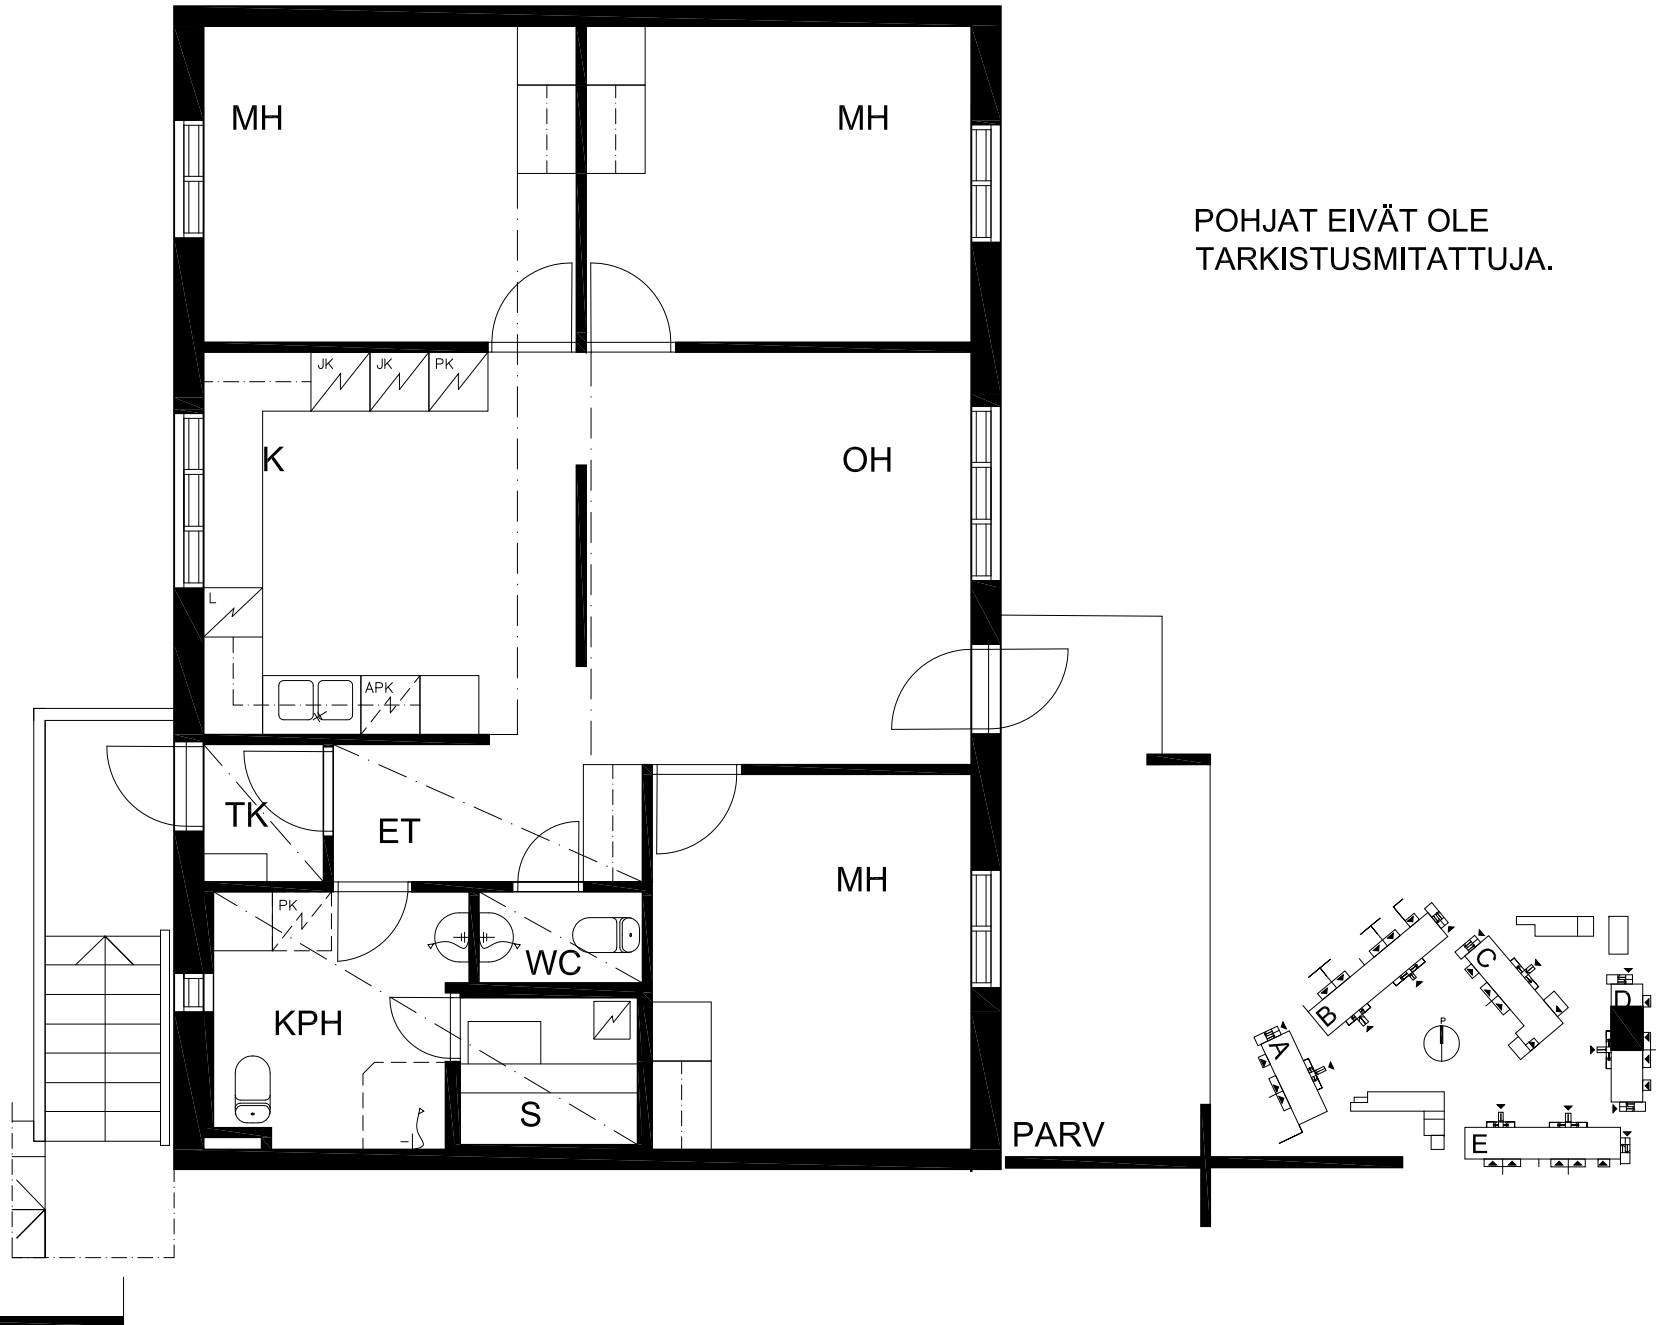 MH
MH
POHJAT EIVÄT OLE
TARKISTUSMITATTUJA.
JK
JK
PK
K
OH
L
APK
TK
ET
MH
PK
WC
KPH
S
PARV
A
B
C
D
E
P